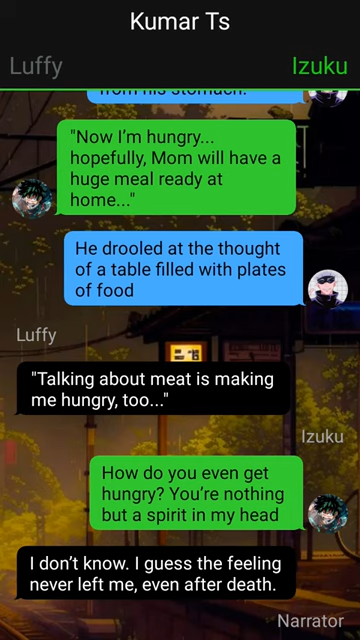 Kumar Ts
Luffy
Izuku
from his stomach.
"Now I'm hungry...
hopefully, Mom will have a
huge meal ready at
home..."
He drooled at the thought
of a table filled with plates
of food
Luffy
"Talking about meat is making
me hungry, too..."
Izuku
How do you even get
hungry? You're nothing
but a spirit in my head
I don't know. I guess the feeling
never left me, even after death.
Narrator